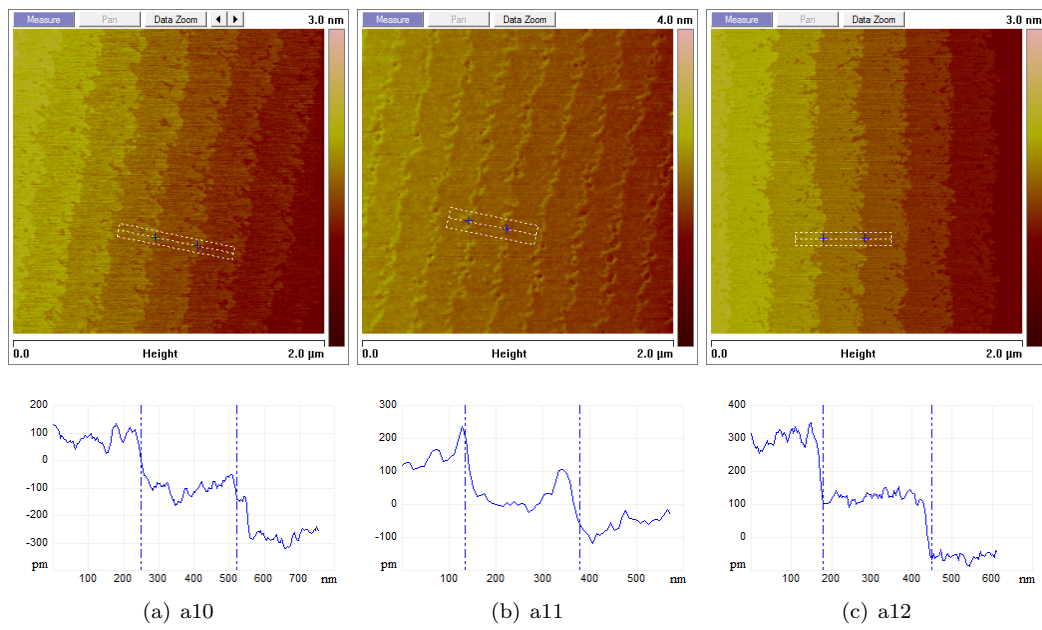 Measure Pan Data Zoom 3.0 nm
0.0 Height 2.0 µm
Measure Pan Data Zoom 4.0 nm
0.0 Height 2.0 µm
Measure Pan Data Zoom 3.0 nm
0.0 Height 2.0 µm
200
100
0
-100
-200
-300
pm
100 200 300 400 500 600 700 nm
300
200
100
0
-100
pm
100 200 300 400 500 nm
400
300
200
100
0
pm
100 200 300 400 500 600 nm
(a) a10
(b) a11
(c) a12